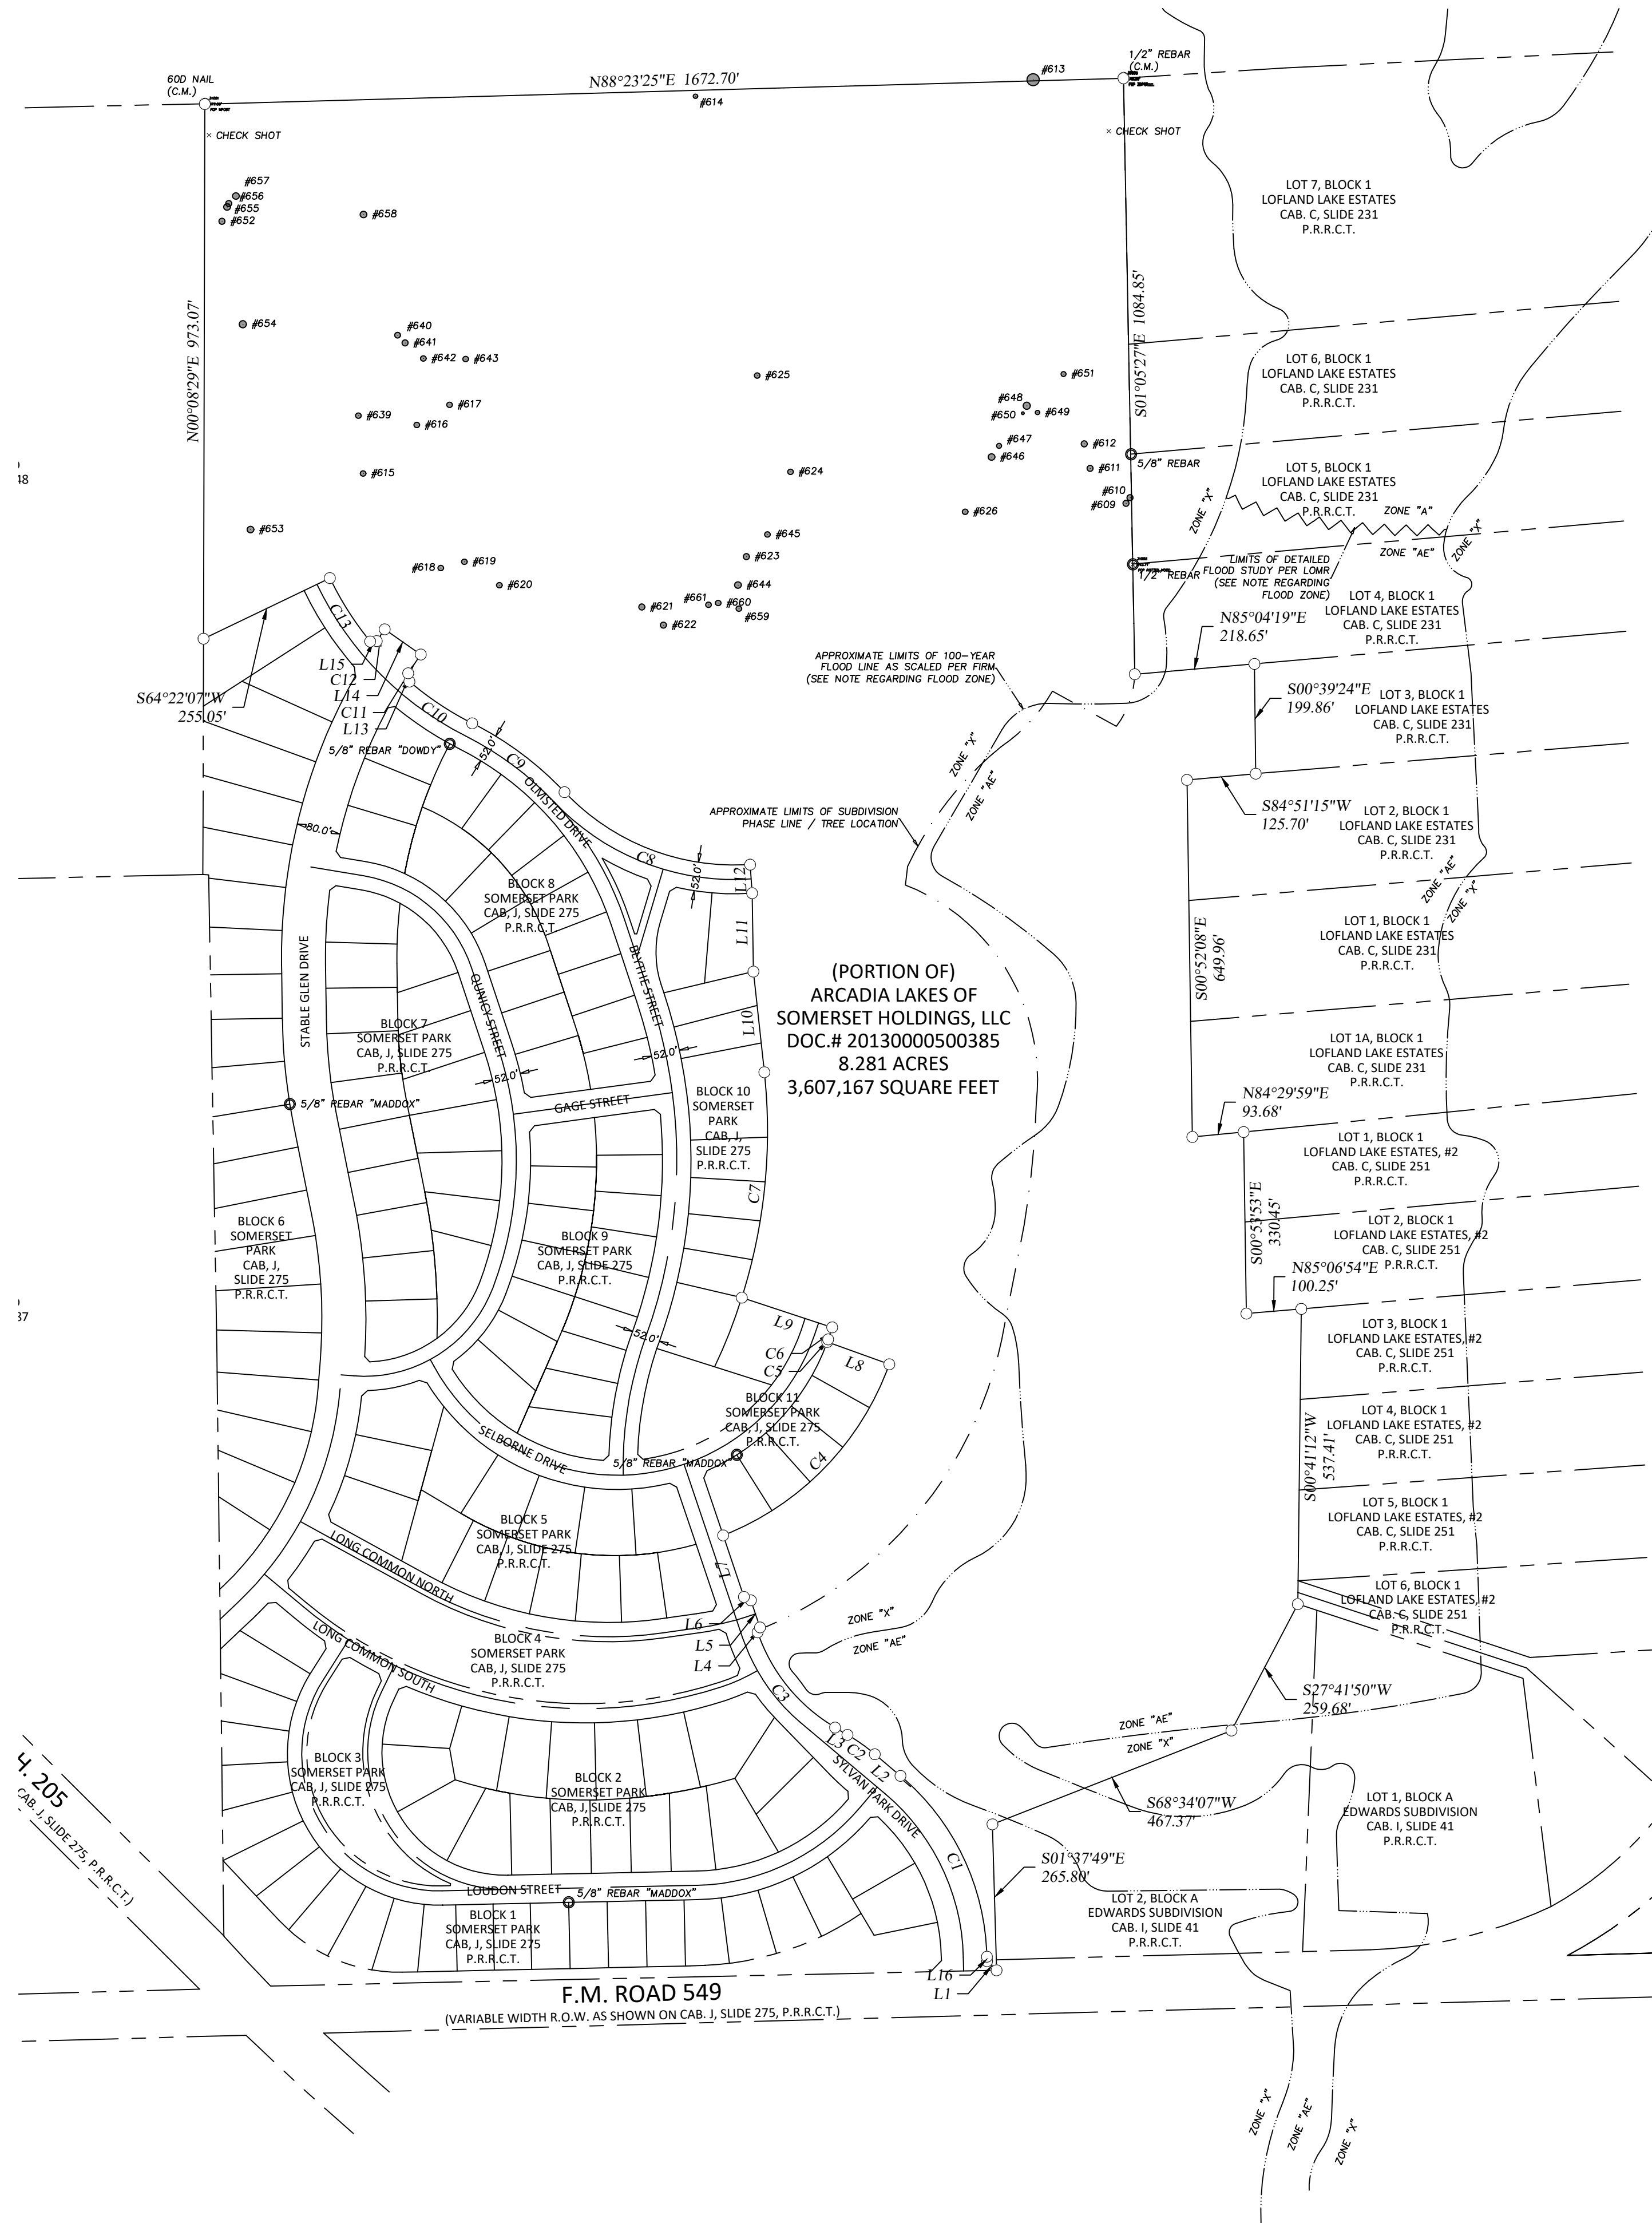 60D NAIL
(C.M.)
N88°23'25"E 1672.70'
1/2" REBAR
(C.M.)
#613
#614
× CHECK SHOT
× CHECK SHOT
#657
#656
#655
#652
#658
LOT 7, BLOCK 1
LOFLAND LAKE ESTATES
CAB. C, SLIDE 231
P.R.R.C.T.
N00°08'29"E 973.07'
S01°05'27"E 1084.85'
#654
#640
#641
#642
#643
#625
#651
LOT 6, BLOCK 1
LOFLAND LAKE ESTATES
CAB. C, SLIDE 231
P.R.R.C.T.
#639
#617
#616
#648
#650
#649
#647
#646
#612
#611
5/8" REBAR
#615
#624
#610
#609
#626
LOT 5, BLOCK 1
LOFLAND LAKE ESTATES
CAB. C, SLIDE 231
P.R.R.C.T.
ZONE "X"
ZONE "A"
ZONE "AE"
ZONE "X"
48
#653
#645
#623
#618
#619
#620
#644
#661
#660
#659
#621
#622
1/2" REBAR
LIMITS OF DETAILED
FLOOD STUDY PER LOMR
(SEE NOTE REGARDING
FLOOD ZONE)
LOT 4, BLOCK 1
LOFLAND LAKE ESTATES
CAB. C, SLIDE 231
P.R.R.C.T.
N85°04'19"E
218.65'
C13
L15
C12
L14
C11
L13
S64°22'07"W
255.05'
APPROXIMATE LIMITS OF 100-YEAR
FLOOD LINE AS SCALED PER FIRM
(SEE NOTE REGARDING FLOOD ZONE)
S00°39'24"E
199.86'
LOT 3, BLOCK 1
LOFLAND LAKE ESTATES
CAB. C, SLIDE 231
P.R.R.C.T.
C10
5/8" REBAR "DOWDY"
52.0'
C9
OLMSTED DRIVE
ZONE "X"
ZONE "AE"
APPROXIMATE LIMITS OF SUBDIVISION
PHASE LINE / TREE LOCATION
S84°51'15"W
125.70'
LOT 2, BLOCK 1
LOFLAND LAKE ESTATES
CAB. C, SLIDE 231
P.R.R.C.T.
80.0'
C8
52.0'
L12
BLOCK 8
SOMERSET PARK
CAB, J, SLIDE 275
P.R.R.C.T.
ZONE "AE"
ZONE "X"
L11
S00°52'08"E
649.96'
LOT 1, BLOCK 1
LOFLAND LAKE ESTATES
CAB. C, SLIDE 231
P.R.R.C.T.
STABLE GLEN DRIVE
QUNICY STREET
BLYTHE STREET
L10
(PORTION OF)
ARCADIA LAKES OF
SOMERSET HOLDINGS, LLC
DOC.# 20130000500385
8.281 ACRES
3,607,167 SQUARE FEET
BLOCK 7
SOMERSET PARK
CAB, J, SLIDE 275
P.R.R.C.T.
LOT 1A, BLOCK 1
LOFLAND LAKE ESTATES
CAB. C, SLIDE 231
P.R.R.C.T.
52.0'
52.0'
5/8" REBAR "MADDOX"
GAGE STREET
BLOCK 10
SOMERSET
PARK
CAB, J,
SLIDE 275
P.R.R.C.T.
N84°29'59"E
93.68'
LOT 1, BLOCK 1
LOFLAND LAKE ESTATES, #2
CAB. C, SLIDE 251
P.R.R.C.T.
C7
S00°53'53"E
330.45'
BLOCK 6
SOMERSET
PARK
CAB, J,
SLIDE 275
P.R.R.C.T.
BLOCK 9
SOMERSET PARK
CAB, J, SLIDE 275
P.R.R.C.T.
LOT 2, BLOCK 1
LOFLAND LAKE ESTATES, #2
CAB. C, SLIDE 251
P.R.R.C.T.
N85°06'54"E
100.25'
37
52.0'
L9
C6
C5
L8
LOT 3, BLOCK 1
LOFLAND LAKE ESTATES, #2
CAB. C, SLIDE 251
P.R.R.C.T.
BLOCK 11
SOMERSET PARK
CAB, J, SLIDE 275
P.R.R.C.T.
SELBORNE DRIVE
5/8" REBAR "MADDOX"
C4
S00°41'12"W
537.41'
LOT 4, BLOCK 1
LOFLAND LAKE ESTATES, #2
CAB. C, SLIDE 251
P.R.R.C.T.
LOT 5, BLOCK 1
LOFLAND LAKE ESTATES, #2
CAB. C, SLIDE 251
P.R.R.C.T.
BLOCK 5
SOMERSET PARK
CAB, J, SLIDE 275
P.R.R.C.T.
LONG COMMON NORTH
L7
LOT 6, BLOCK 1
LOFLAND LAKE ESTATES, #2
CAB. C, SLIDE 251
P.R.R.C.T.
L6
L5
L4
ZONE "X"
ZONE "AE"
LONG COMMON SOUTH
BLOCK 4
SOMERSET PARK
CAB, J, SLIDE 275
P.R.R.C.T.
C3
S27°41'50"W
259.68'
ZONE "AE"
ZONE "X"
L3
C2
L2
BLOCK 3
SOMERSET PARK
CAB, J, SLIDE 275
P.R.R.C.T.
BLOCK 2
SOMERSET PARK
CAB, J, SLIDE 275
P.R.R.C.T.
SYLVAN PARK DRIVE
S68°34'07"W
467.37'
LOT 1, BLOCK A
EDWARDS SUBDIVISION
CAB. I, SLIDE 41
P.R.R.C.T.
H. 205
CAB. J, SLIDE 275, P.R.R.C.T.)
C1
S01°37'49"E
265.80'
LOUDON STREET
5/8" REBAR "MADDOX"
LOT 2, BLOCK A
EDWARDS SUBDIVISION
CAB. I, SLIDE 41
P.R.R.C.T.
BLOCK 1
SOMERSET PARK
CAB, J, SLIDE 275
P.R.R.C.T.
L16
L1
F.M. ROAD 549
(VARIABLE WIDTH R.O.W. AS SHOWN ON CAB. J, SLIDE 275, P.R.R.C.T.)
ZONE "X"
ZONE "AE"
ZONE "X"